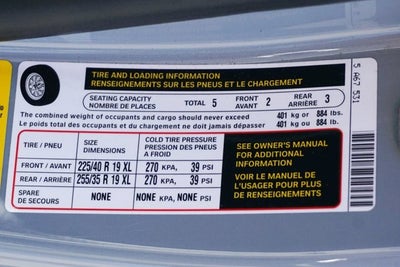 TIRE AND LOADING INFORMATION
RENSEIGNEMENTS SUR LES PNEUS ET LE CHARGEMENT
SEATING CAPACITY
NOMBRE DE PLACES
TOTAL 5
FRONT
AVANT 2
REAR
ARRIÈRE 3
The combined weight of occupants and cargo should never exceed 401 kg or 884 lbs.
Le poids total des occupants et du chargement ne doit jamais dépasser 401 kg ou 884 lb.
TIRE / PNEU
SIZE
DIMENSIONS
COLD TIRE PRESSURE
PRESSION DES PNEUS
A FROID
FRONT / AVANT 225/40 R 19 XL 270 KPA, 39 PSI
REAR / ARRIÈRE 255/35 R 19 XL 270 KPA, 39 PSI
SPARE
DE SECOURS
NONE
NONE KPA, NONE PSI
SEE OWNER'S MANUAL
FOR ADDITIONAL
INFORMATION
VOIR LE MANUEL DE
L'USAGER POUR PLUS
DE RENSEIGNEMENTS
5 467 531